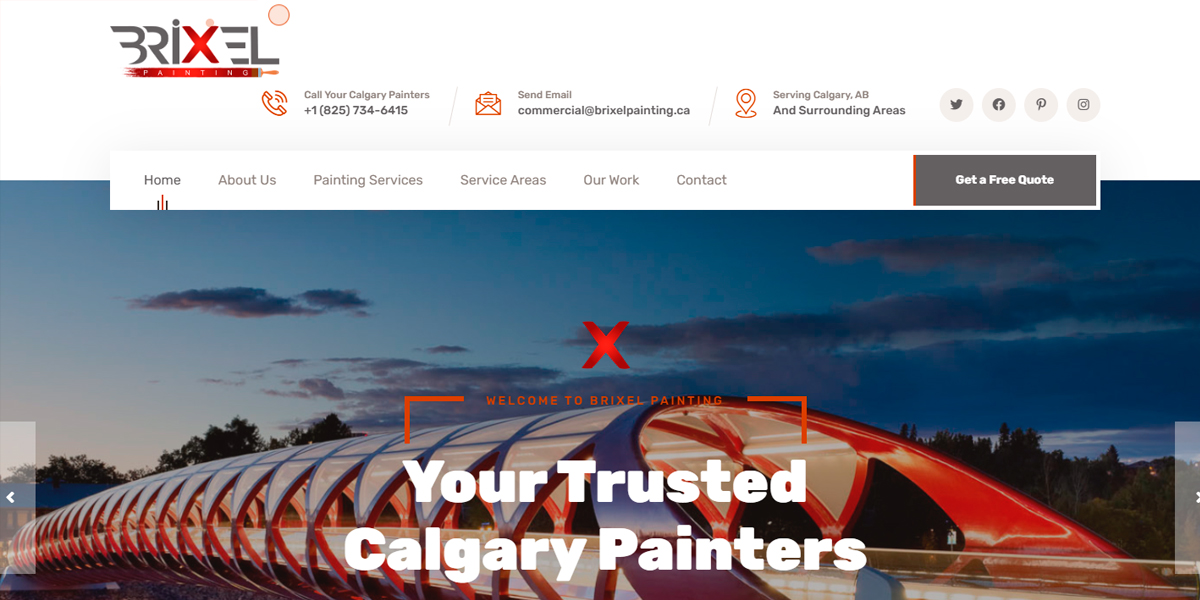 BRIXEL
PAINTING
Call Your Calgary Painters
+1 (825) 734-6415
Send Email
commercial@brixelpainting.ca
Serving Calgary, AB
And Surrounding Areas
Home
About Us
Painting Services
Service Areas
Our Work
Contact
Get a Free Quote
X
WELCOME TO BRIXEL PAINTING
Your Trusted
Calgary Painters